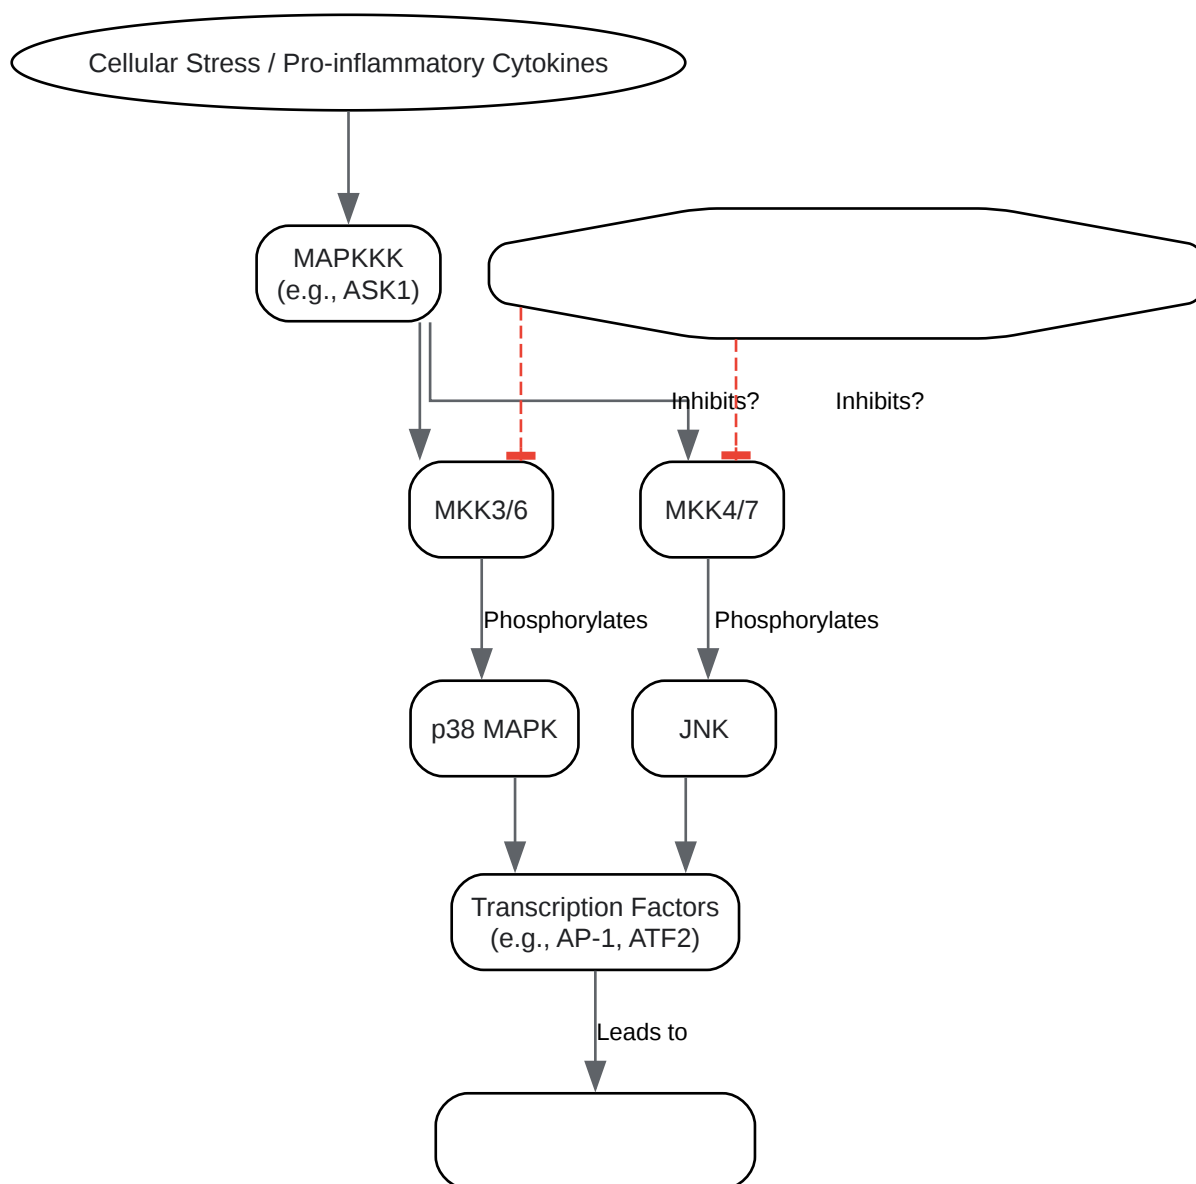 Cellular Stress / Pro-inflammatory Cytokines
MAPKKK
(e.g., ASK1)
Inhibits?
Inhibits?
MKK3/6
MKK4/7
Phosphorylates
Phosphorylates
p38 MAPK
JNK
Transcription Factors
(e.g., AP-1, ATF2)
Leads to